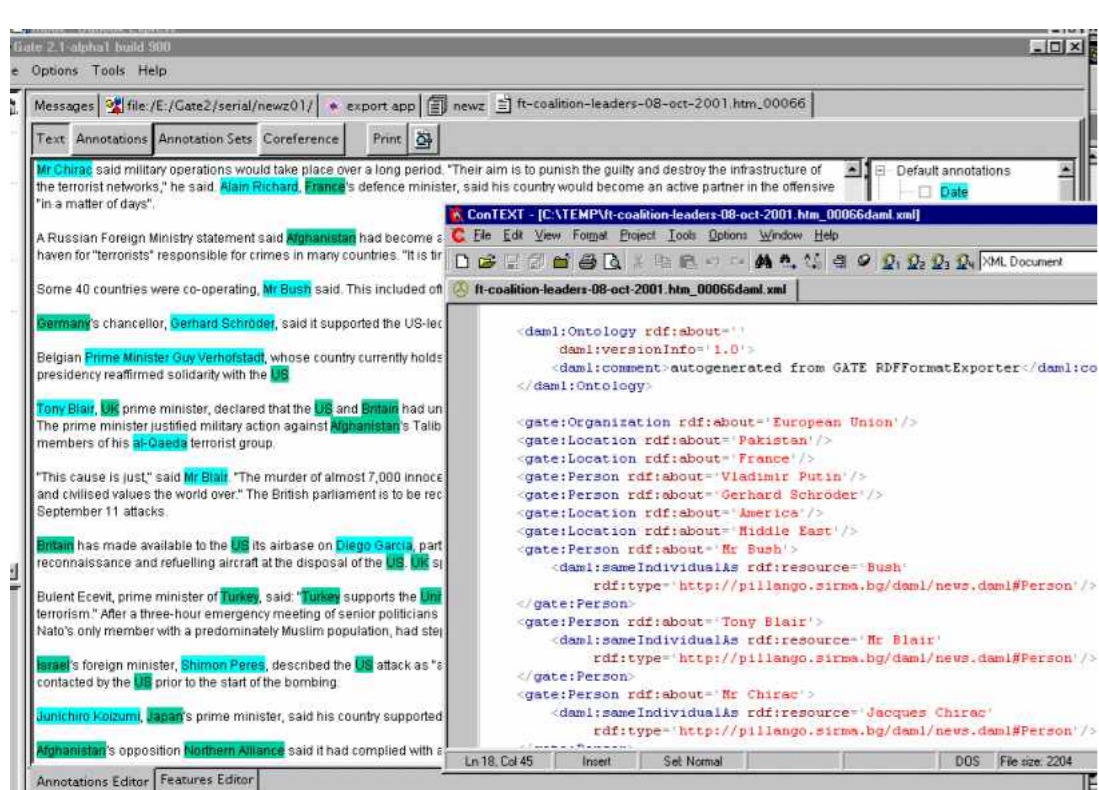 Gate 2.1-alpha1 build 900
Options Tools Help
Messages file:/E:/Gate2/serial/newz01/ export app newz ft-coalition-leaders-08-oct-2001.htm_00066
Text Annotations Annotation Sets Coreference Print
Mr Chirac said military operations would take place over a long period. "Their aim is to punish the guilty and destroy the infrastructure of
the terrorist networks," he said. Alain Richard, France's defence minister, said his country would become an active partner in the offensive
"in a matter of days".
A Russian Foreign Ministry statement said Afghanistan had become a
haven for "terrorists" responsible for crimes in many countries. "It is tir
Some 40 countries were co-operating, Mr Bush said. This included oft
Germany's chancellor, Gerhard Schröder, said it supported the US-lec
Belgian Prime Minister Guy Verhofstadt, whose country currently holds
presidency reaffirmed solidarity with the US
Tony Blair, UK prime minister, declared that the US and Britain had un
The prime minister justified military action against Afghanistan's Talib
members of his al-Qaeda terrorist group.
"This cause is just," said Mr Blair. "The murder of almost 7,000 innoce
and civilised values the world over." The British parliament is to be rec
September 11 attacks.
Britain has made available to the US its airbase on Diego Garcia, part
reconnaissance and refuelling aircraft at the disposal of the US. UK sp
Bulent Ecevit, prime minister of Turkey, said: "Turkey supports the Uni
terrorism." After a three-hour emergency meeting of senior politicians
Nato's only member with a predominately Muslim population, had step
Israel's foreign minister, Shimon Peres, described the US attack as "a
contacted by the US prior to the start of the bombing.
Junichiro Koizumi, Japan's prime minister, said his country supported
Afghanistan's opposition Northern Alliance said it had complied with a
Annotations Editor Features Editor
Default annotations
Date
ConTEXT - [C:\TEMP\ft-coalition-leaders-08-oct-2001.htm_00066daml.xml]
File Edit View Format Project Tools Options Window Help
XML Document
ft-coalition-leaders-08-oct-2001.htm_00066daml.xml
<daml:Ontology rdf:about=''
daml:versionInfo='1.0'>
<daml:comment>autogenerated from GATE RDFFormatExporter</daml:co
</daml:Ontology>
<gate:Organization rdf:about='European Union'/>
<gate:Location rdf:about='Pakistan'/>
<gate:Location rdf:about='France'/>
<gate:Person rdf:about='Vladimir Putin'/>
<gate:Person rdf:about='Gerhard Schröder'/>
<gate:Location rdf:about='America'/>
<gate:Location rdf:about='Middle East'/>
<gate:Person rdf:about='Mr Bush'>
<daml:sameIndividualAs rdf:resource='Bush'
rdf:type='http://pillango.sirma.bg/daml/news.daml#Person'/>
</gate:Person>
<gate:Person rdf:about='Tony Blair'>
<daml:sameIndividualAs rdf:resource='Mr Blair'
rdf:type='http://pillango.sirma.bg/daml/news.daml#Person'/>
</gate:Person>
<gate:Person rdf:about='Mr Chirac'>
<daml:sameIndividualAs rdf:resource='Jacques Chirac'
rdf:type='http://pillango.sirma.bg/daml/news.daml#Person'/>
Ln 18, Col 45 Insert Sel: Normal DOS File size: 2204